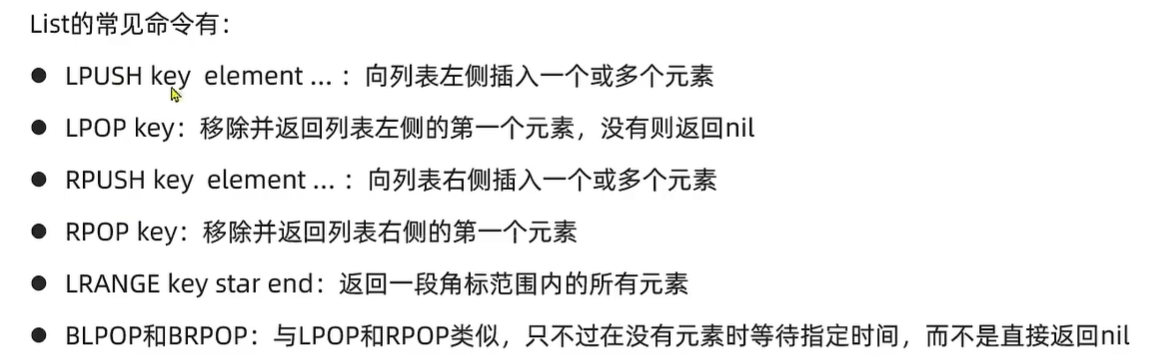 List的常见命令有：
● LPUSH key element ... ：向列表左侧插入一个或多个元素
● LPOP key：移除并返回列表左侧的第一个元素，没有则返回nil
● RPUSH key element ... ：向列表右侧插入一个或多个元素
● RPOP key：移除并返回列表右侧的第一个元素
● LRANGE key star end：返回一段角标范围内的所有元素
● BLPOP和BRPOP：与LPOP和RPOP类似，只不过在没有元素时等待指定时间，而不是直接返回nil